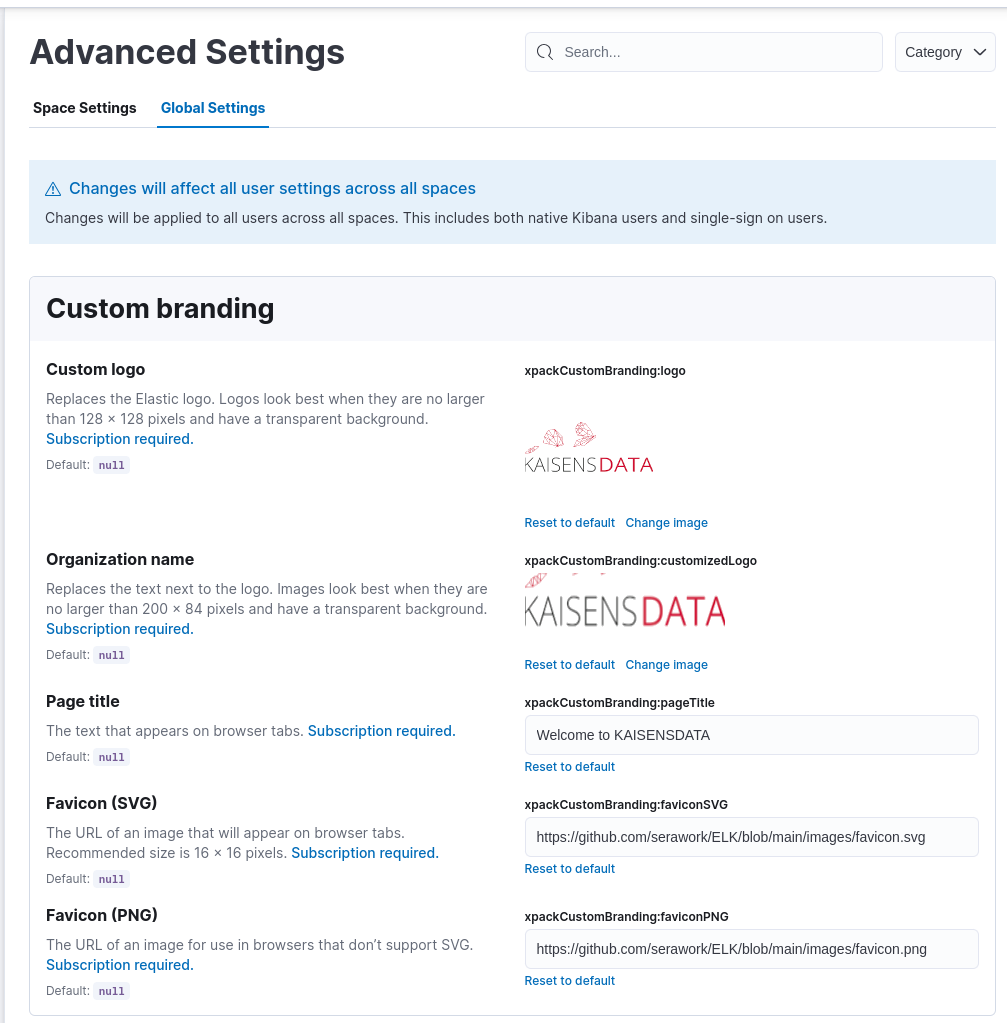 Advanced Settings
Search...
Category
Space Settings
Global Settings
Changes will affect all user settings across all spaces
Changes will be applied to all users across all spaces. This includes both native Kibana users and single-sign on users.
Custom branding
Custom logo
Replaces the Elastic logo. Logos look best when they are no larger
than 128 × 128 pixels and have a transparent background.
Subscription required.
Default: null
xpackCustomBranding:logo
KAISENSDATA
Reset to default
Change image
Organization name
Replaces the text next to the logo. Images look best when they are
no larger than 200 × 84 pixels and have a transparent background.
Subscription required.
Default: null
xpackCustomBranding:customizedLogo
KAISENSDATA
Reset to default
Change image
Page title
The text that appears on browser tabs. Subscription required.
Default: null
xpackCustomBranding:pageTitle
Welcome to KAISENSDATA
Reset to default
Favicon (SVG)
The URL of an image that will appear on browser tabs.
Recommended size is 16 × 16 pixels. Subscription required.
Default: null
xpackCustomBranding:faviconSVG
https://github.com/serawork/ELK/blob/main/images/favicon.svg
Reset to default
Favicon (PNG)
The URL of an image for use in browsers that don’t support SVG.
Subscription required.
Default: null
xpackCustomBranding:faviconPNG
https://github.com/serawork/ELK/blob/main/images/favicon.png
Reset to default